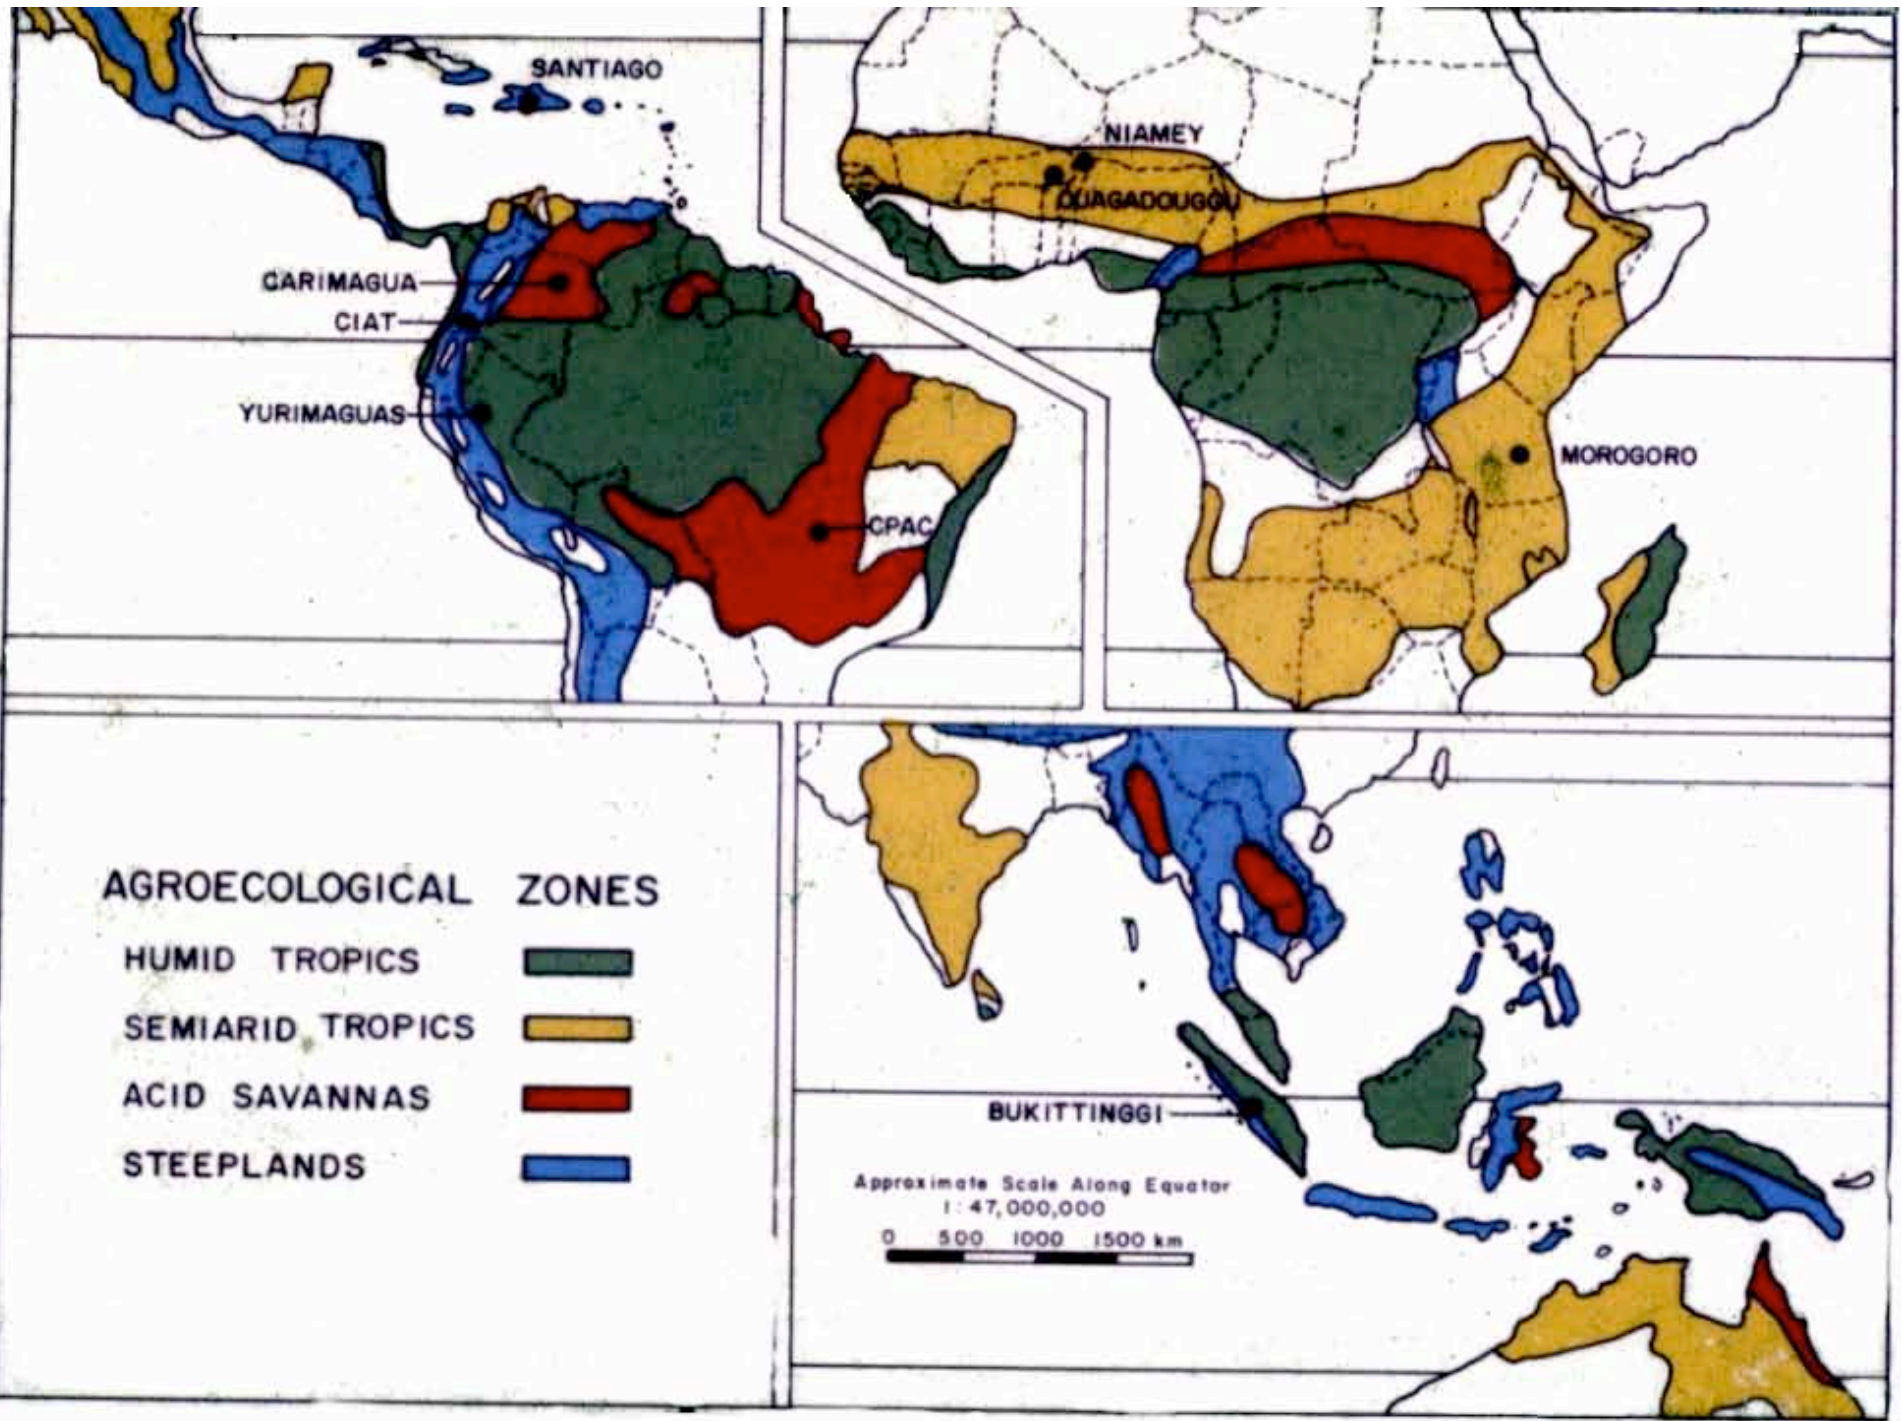 SANTIAGO
NIAMEY
OUAGADOUGOU
CARIMAGUA
CIAT
YURIMAGUAS
MOROGORO
CPAC
AGROECOLOGICAL ZONES
HUMID TROPICS
SEMIARID TROPICS
ACID SAVANNAS
STEEPLANDS
BUKITTINGGI
Approximate Scale Along Equator
1:47,000,000
0 500 1000 1500 km